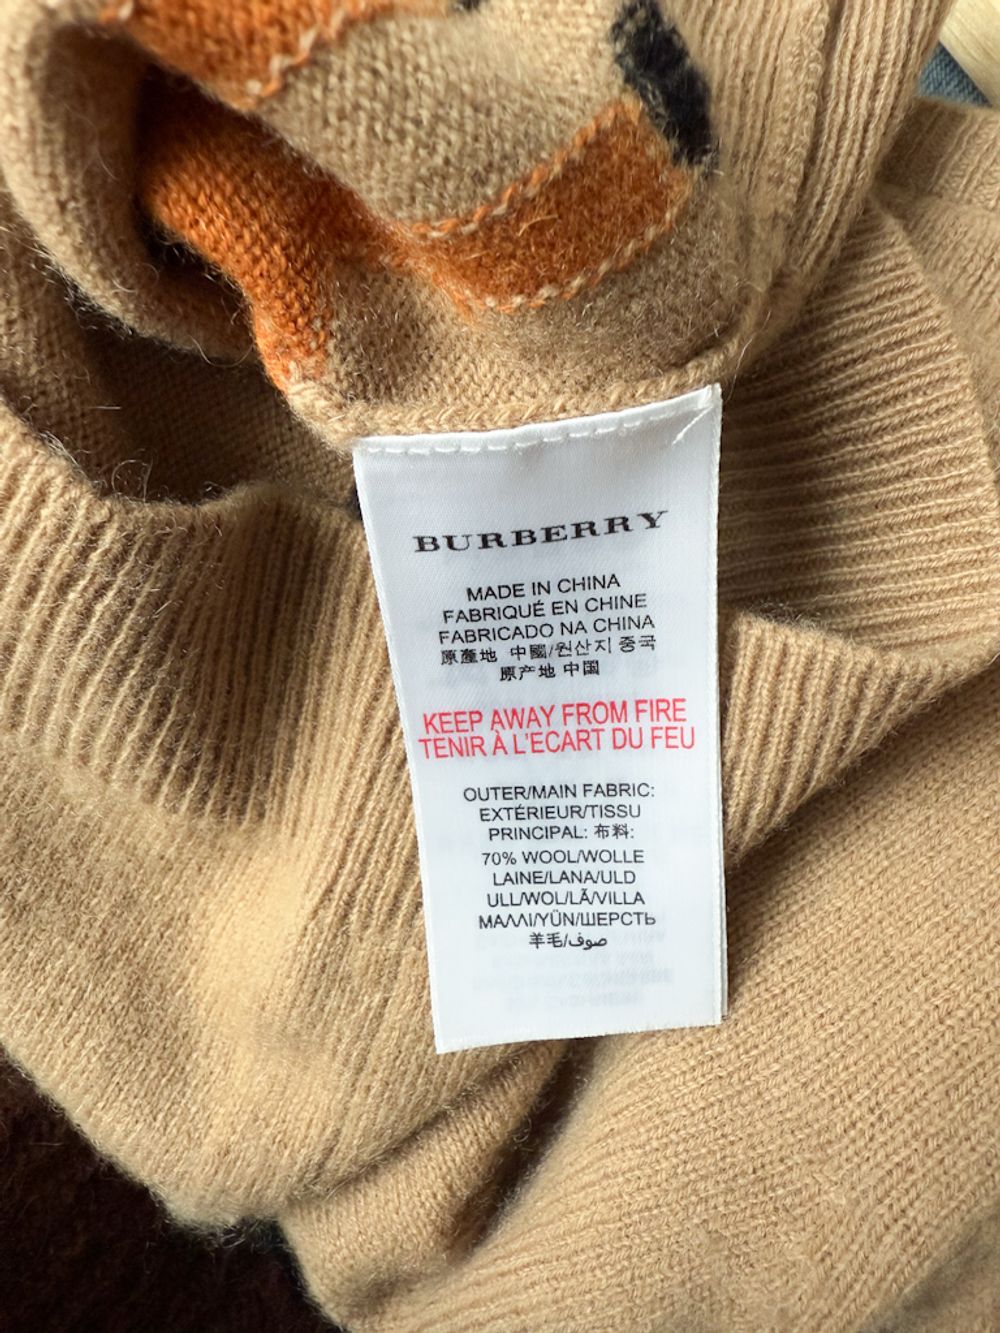 BURBERRY
MADE IN CHINA
FABRIQUÉ EN CHINE
FABRICADO NA CHINA
原產地 中國/원산지 중국
原产地 中国
KEEP AWAY FROM FIRE
TENIR À L'ECART DU FEU
OUTER/MAIN FABRIC:
EXTÉRIEUR/TISSU
PRINCIPAL: 布料:
70% WOOL/WOLLE
LAINE/LANA/ULD
ULL/WOL/LÃ/VILLA
ΜΑΛΛΙ/YÜN/ШЕРСТЬ
羊毛/صوف